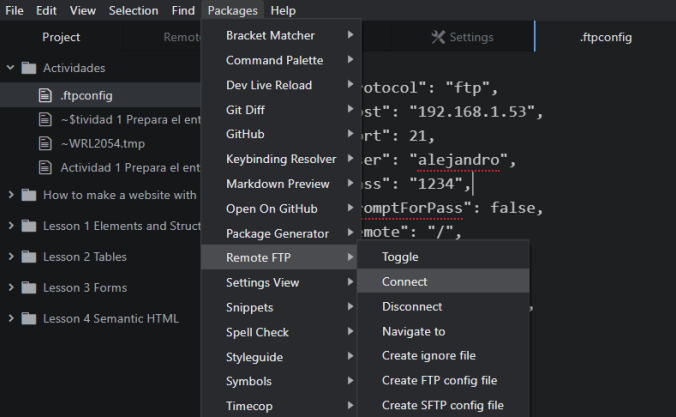 File Edit View Selection Find Packages Help
Project
Remot
Settings
.ftpconfig
Actividades
.ftpconfig
~$tividad 1 Prepara el ent
~WRL2054.tmp
Actividad 1 Prepara el ent
How to make a website with
Lesson 1 Elements and Struct
Lesson 2 Tables
Lesson 3 Forms
Lesson 4 Semantic HTML
Bracket Matcher
Command Palette
Dev Live Reload
Git Diff
GitHub
Keybinding Resolver
Markdown Preview
Open On GitHub
Package Generator
Remote FTP
Settings View
Snippets
Spell Check
Styleguide
Symbols
Timecop
Toggle
Connect
Disconnect
Navigate to
Create ignore file
Create FTP config file
Create SFTP config file
rotocol": "ftp",
ost": "192.168.1.53",
ort": 21,
ser": "alejandro",
ass": "1234",
romptForPass": false,
emote": "/",
,